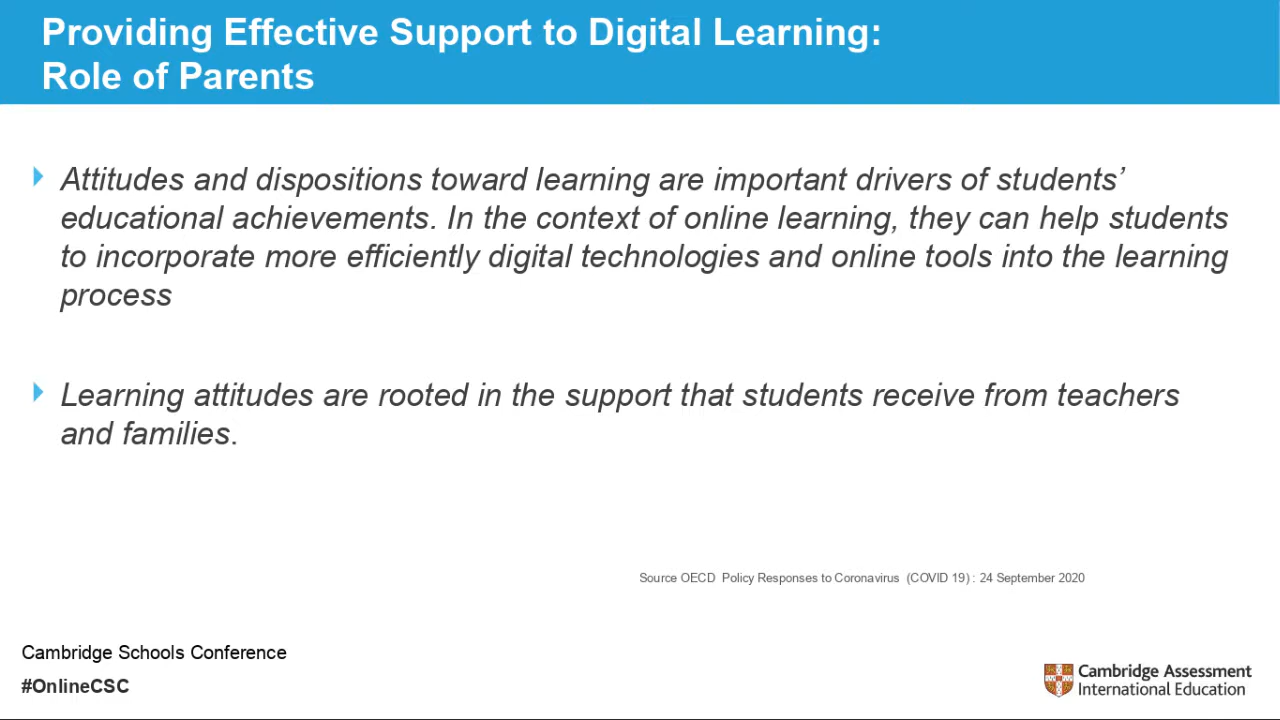 Providing Effective Support to Digital Learning:
Role of Parents
Attitudes and dispositions toward learning are important drivers of students’
educational achievements. In the context of online learning, they can help students
to incorporate more efficiently digital technologies and online tools into the learning
process
Learning attitudes are rooted in the support that students receive from teachers
and families.
Source OECD Policy Responses to Coronavirus (COVID 19) : 24 September 2020
Cambridge Schools Conference
#OnlineCSC
Cambridge Assessment
International Education